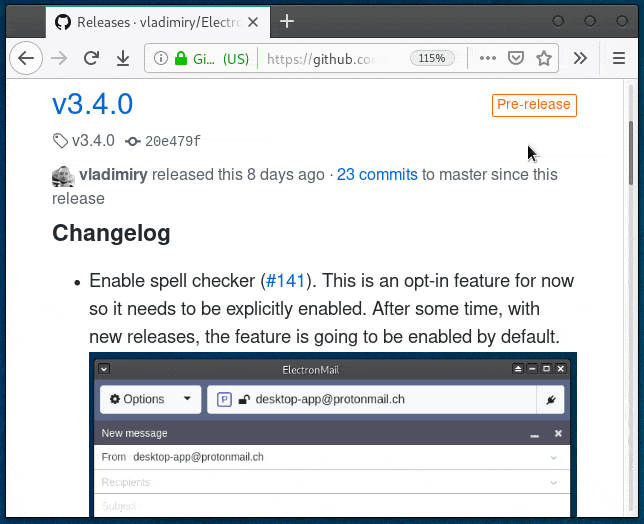 Releases · vladimiry/Electro
Gi... (US)
https://github.co
115%
v3.4.0
Pre-release
v3.4.0
20e479f
vladimiry released this 8 days ago · 23 commits to master since this
release
Changelog
• Enable spell checker (#141). This is an opt-in feature for now
so it needs to be explicitly enabled. After some time, with
new releases, the feature is going to be enabled by default.
ElectronMail
Options
P
desktop-app@protonmail.ch
New message
From desktop-app@protonmail.ch
Recipients
Subject